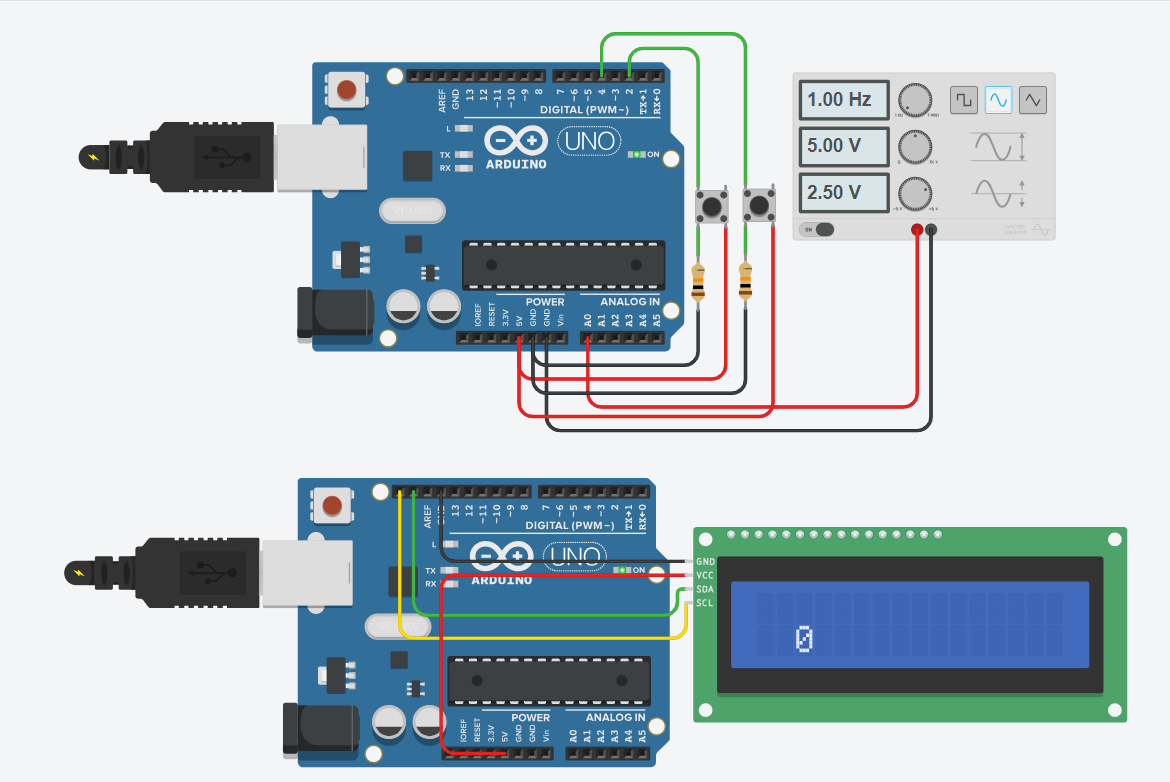 AREF
GND
13
12
~11
~10
~9
8
7
~6
~5
4
~3
2
TX→1
RX←0
DIGITAL (PWM~)
L
TX
RX
UNO
ON
ARDUINO
POWER
ANALOG IN
IOREF
RESET
3.3V
5V
GND
GND
Vin
A0
A1
A2
A3
A4
A5
1.00 Hz
5.00 V
2.50 V
ON
AREF
GND
13
12
~11
~10
~9
8
7
~6
~5
4
~3
2
TX→1
RX←0
DIGITAL (PWM~)
L
TX
RX
UNO
ON
ARDUINO
POWER
ANALOG IN
IOREF
RESET
3.3V
5V
GND
GND
Vin
A0
A1
A2
A3
A4
A5
GND
VCC
SDA
SCL
0